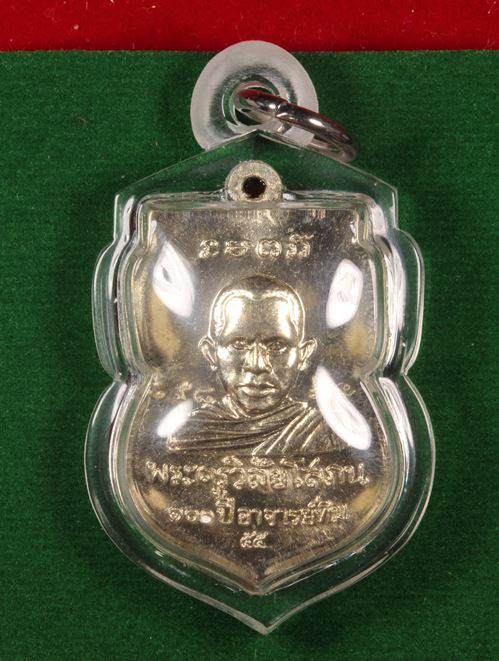 พระครูวิสัยโสภณ
๑๐๐ ปี อาจารย์ทิม
๕๕